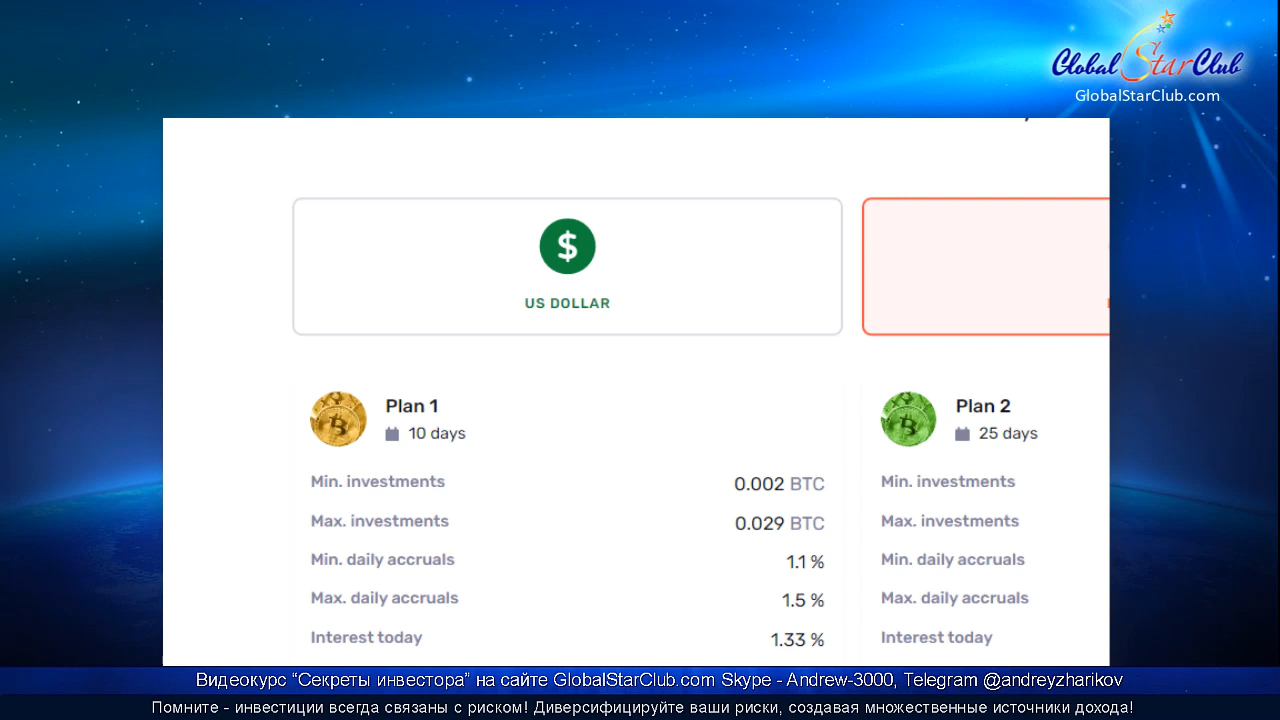 Global Star Club
GlobalStarClub.com
US DOLLAR
Plan 1
10 days
Min. investments 0.002 BTC
Max. investments 0.029 BTC
Min. daily accruals 1.1 %
Max. daily accruals 1.5 %
Interest today 1.33 %
Plan 2
25 days
Min. investments
Max. investments
Min. daily accruals
Max. daily accruals
Interest today
Видеокурс “Секреты инвестора” на сайте GlobalStarClub.com Skype - Andrew-3000, Telegram @andreyzharikov
Помните - инвестиции всегда связаны с риском! Диверсифицируйте ваши риски, создавая множественные источники дохода!